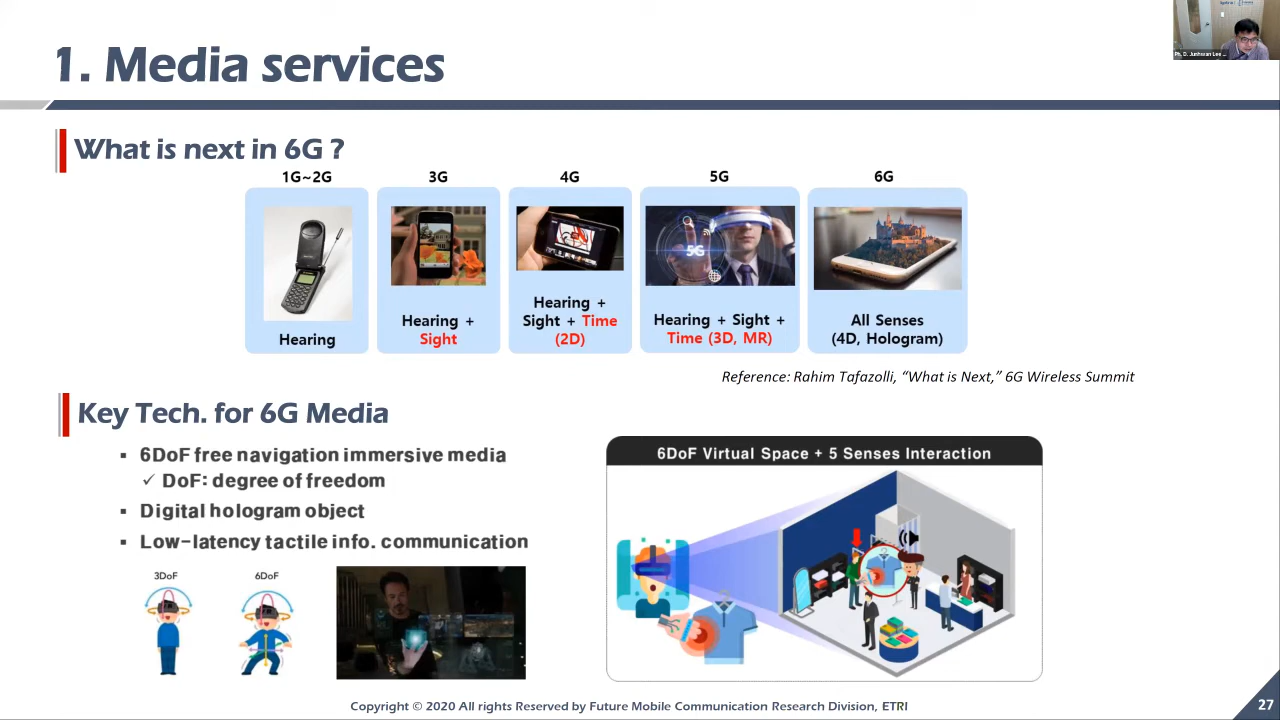 1. Media services
Ph. D. Junhwan Lee ...
What is next in 6G ?
1G~2G
3G
4G
5G
6G
5G
Hearing
Hearing +
Sight
Hearing +
Sight + Time
(2D)
Hearing + Sight +
Time (3D, MR)
All Senses
(4D, Hologram)
Reference: Rahim Tafazolli, “What is Next,” 6G Wireless Summit
Key Tech. for 6G Media
▪ 6DoF free navigation immersive media
✓ DoF: degree of freedom
▪ Digital hologram object
▪ Low-latency tactile info. communication
3DoF
6DoF
6DoF Virtual Space + 5 Senses Interaction
Copyright © 2020 All rights Reserved by Future Mobile Communication Research Division, ETRI
27